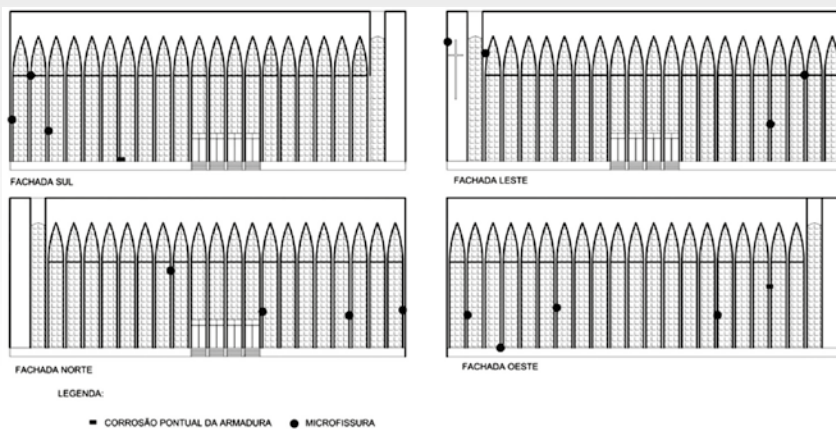 FACHADA SUL
FACHADA LESTE
FACHADA NORTE
FACHADA OESTE
LEGENDA:
CORROSÃO PONTUAL DA ARMADURA
MICROFISSURA